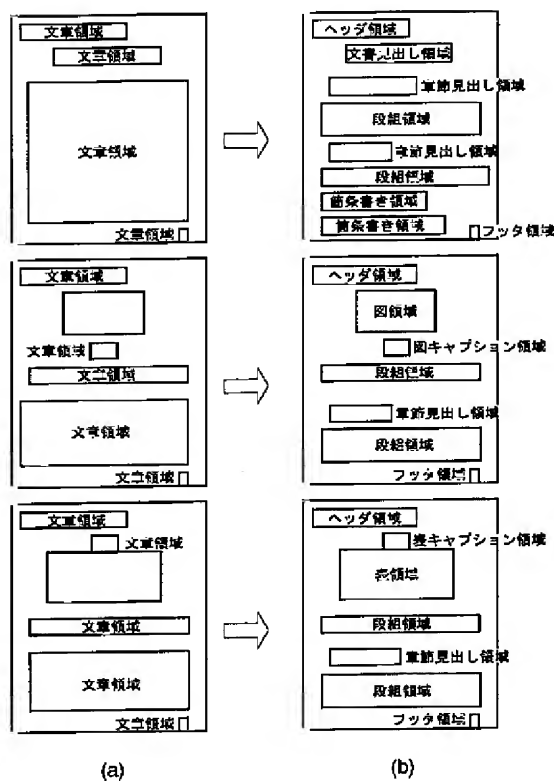 文章領域
文章領域
文章領域
文章領域
ヘッダ領域
文書見出し領域
章節見出し領域
段組領域
章節見出し領域
段組領域
箇条書き領域
箇条書き領域
フッタ領域
文章領域
文章領域
文章領域
文章領域
文章領域
ヘッダ領域
図領域
図キャプション領域
段組領域
章節見出し領域
段組領域
フッタ領域
文章領域
文章領域
文章領域
文章領域
文章領域
ヘッダ領域
表キャプション領域
表領域
段組領域
章節見出し領域
段組領域
フッタ領域
(a)
(b)